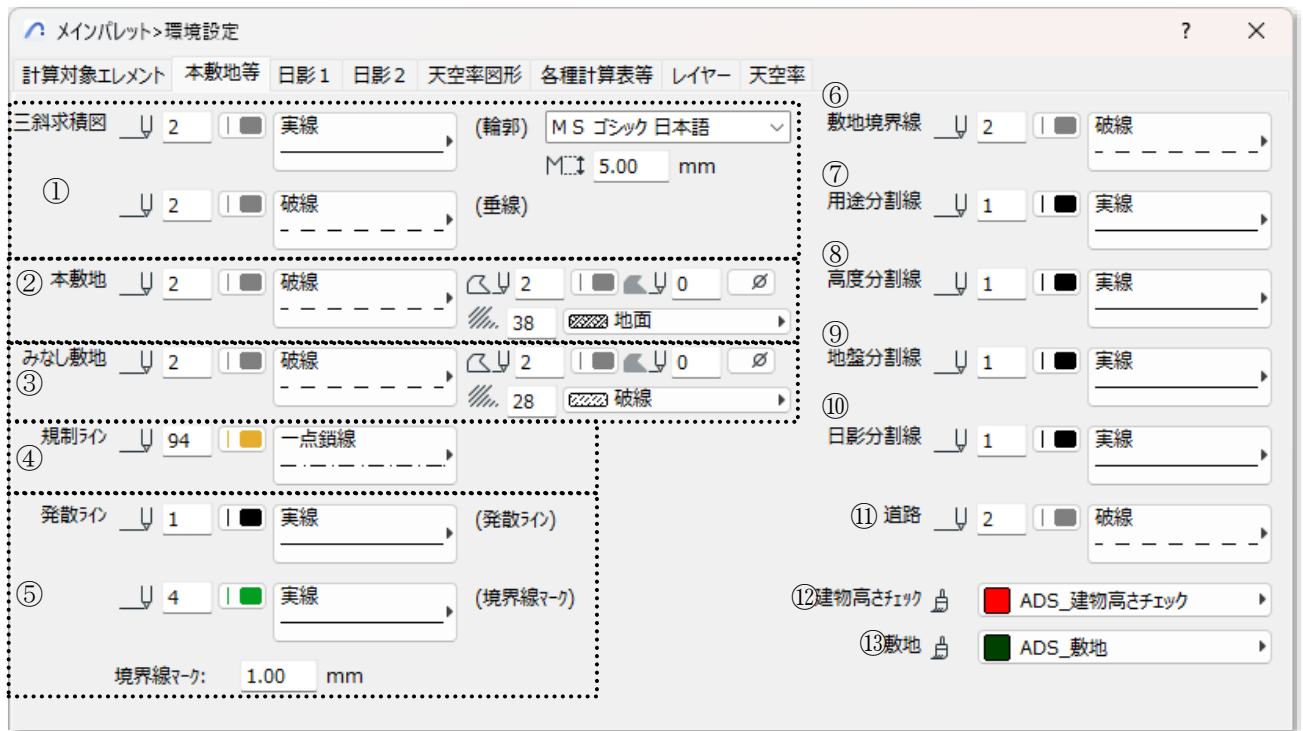 メインパレット>環境設定 ?
計算対象エレメント 本敷地等 日影1 日影2 天空率図形 各種計算表等 レイヤー 天空率
三斜求積図 2 実線 (輪郭) MS ゴシック 日本語
5.00 mm
① 2 破線 (垂線)
② 本敷地 2 破線 2 0
38 地面
みなし敷地 2 破線 2 0
③ 28 破線
規制ライン 94 一点鎖線
④
発散ライン 1 実線 (発散ライン)
⑤ 4 実線 (境界線マーク)
境界線マーク: 1.00 mm
⑥
敷地境界線 2 破線
⑦
用途分割線 1 実線
⑧
高度分割線 1 実線
⑨
地盤分割線 1 実線
⑩
日影分割線 1 実線
⑪ 道路 2 破線
⑫建物高さチェック ADS_建物高さチェック
⑬敷地 ADS_敷地